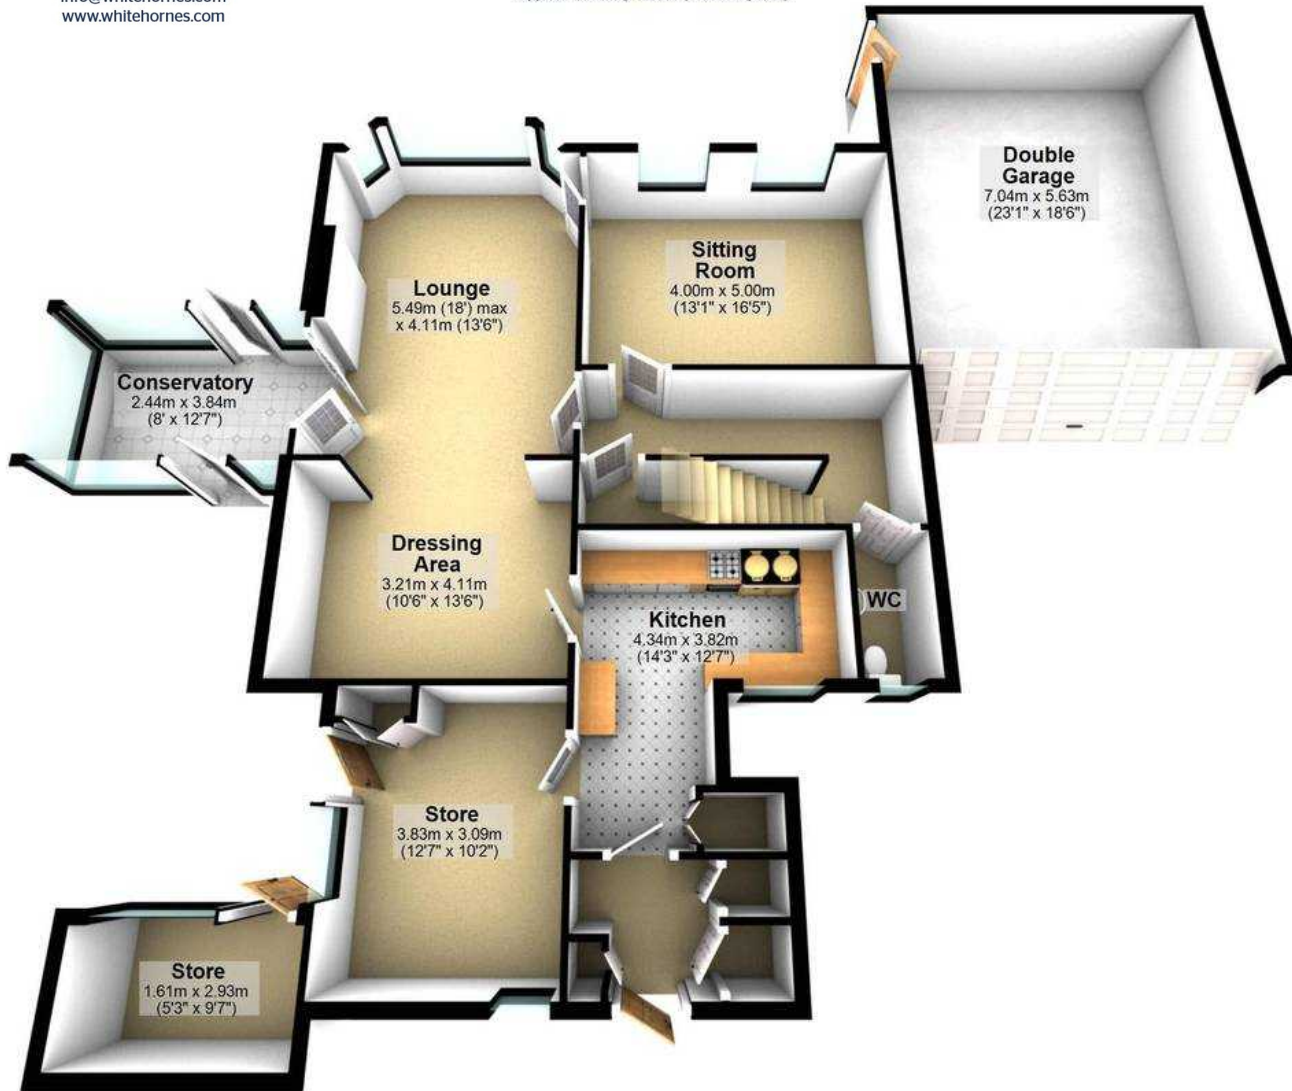 www.whitehornes.com
Double
Garage
7.04m x 5.63m
(23'1" x 18'6")
Sitting
Room
4.00m x 5.00m
(13'1" x 16'5")
Lounge
5.49m (18') max
x 4.11m (13'6")
Conservatory
2.44m x 3.84m
(8' x 12'7")
Dressing
Area
3.21m x 4.11m
(10'6" x 13'6")
Kitchen
4.34m x 3.82m
(14'3" x 12'7")
WC
Store
3.83m x 3.09m
(12'7" x 10'2")
Store
1.61m x 2.93m
(5'3" x 9'7")